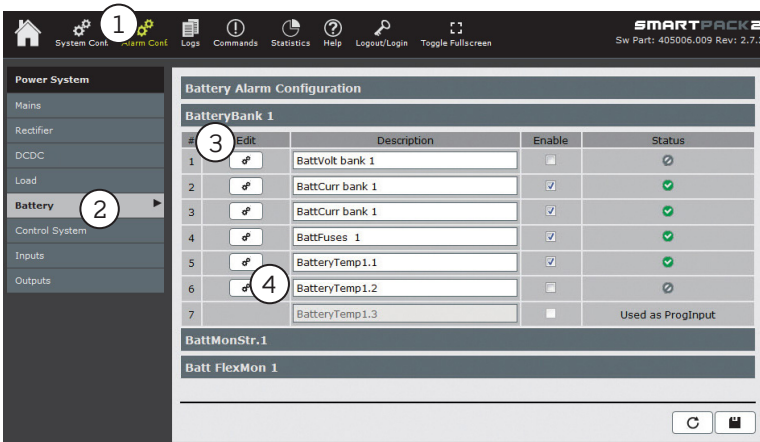 1
System Conf.
Alarm Conf.
Logs
Commands
Statistics
Help
Logout/Login
Toggle Fullscreen
SMARTPACK2
Sw Part: 405006.009 Rev: 2.7.
Power System
Mains
Rectifier
DCDC
Load
Battery
2
Control System
Inputs
Outputs
Battery Alarm Configuration
BatteryBank 1
# Edit Description Enable Status
3
1 BattVolt bank 1
2 BattCurr bank 1
3 BattCurr bank 1
4 BattFuses 1
5 BatteryTemp1.1
4
6 BatteryTemp1.2
7 BatteryTemp1.3 Used as ProgInput
BattMonStr.1
Batt FlexMon 1